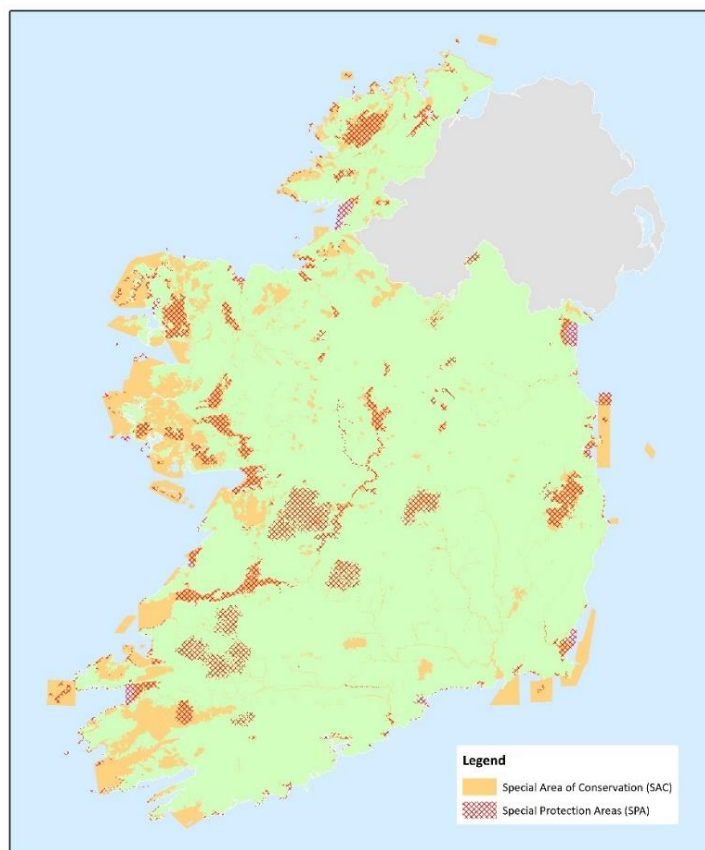 Legend
Special Area of Conservation (SAC)
Special Protection Areas (SPA)